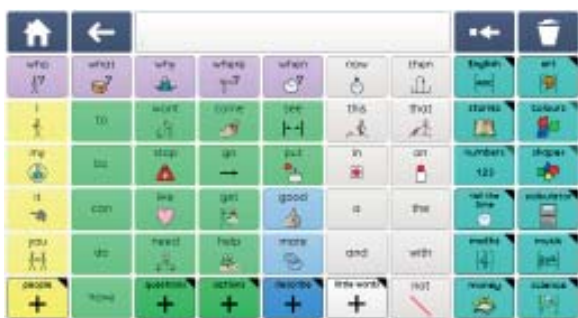 who what why where when now then English art
I to want come see this that stories colours
my be stop go put in on numbers shapes
123
it can like get good a the tell the time calculator
you do need help more and with maths music
people have questions actions describe little words not money science